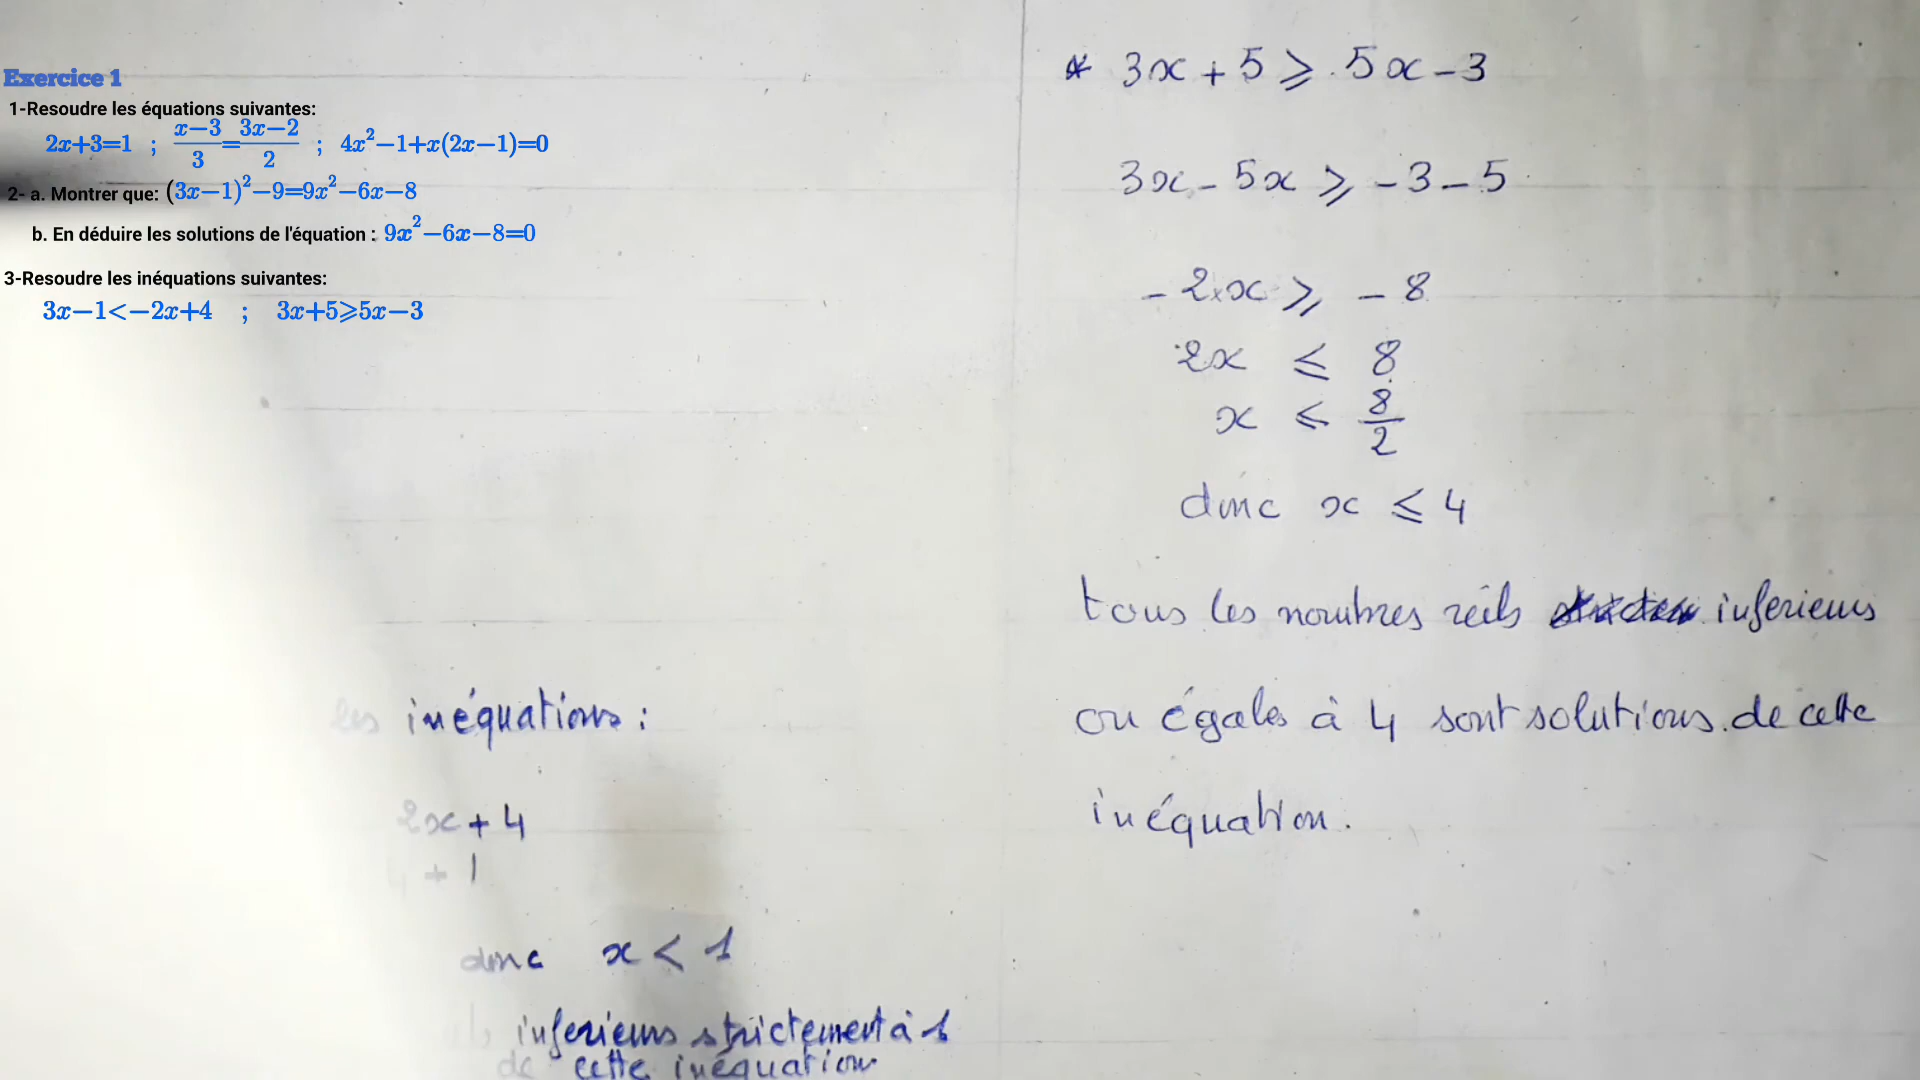 Exercice 1
1-Resoudre les équations suivantes:
2x+3=1 ; (x−3)/3=(3x−2)/2 ; 4x²−1+x(2x−1)=0
2- a. Montrer que: (3x−1)²−9=9x²−6x−8
b. En déduire les solutions de l'équation : 9x²−6x−8=0
3-Resoudre les inéquations suivantes:
3x−1<−2x+4 ; 3x+5⩾5x−3
les inéquations :
2x + 4
4 + 1
donc x < 1
inferieurs strictement à 1
de cette inéquation
* 3x + 5 ⩾ 5x − 3
3x − 5x ⩾ −3 − 5
−2x ⩾ −8
2x ⩽ 8
x ⩽ 8/2
donc x ⩽ 4
tous les nombres réels inferieurs
ou égales à 4 sont solutions de cette
inéquation.